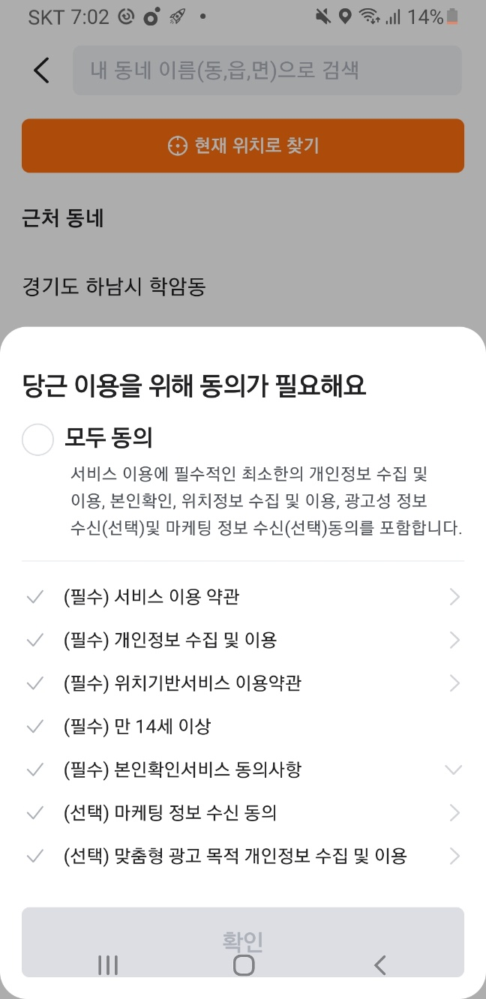 SKT 7:02
14%
내 동네 이름(동,읍,면)으로 검색
현재 위치로 찾기
근처 동네
경기도 하남시 학암동
당근 이용을 위해 동의가 필요해요
모두 동의
서비스 이용에 필수적인 최소한의 개인정보 수집 및
이용, 본인확인, 위치정보 수집 및 이용, 광고성 정보
수신(선택)및 마케팅 정보 수신(선택)동의를 포함합니다.
(필수) 서비스 이용 약관
(필수) 개인정보 수집 및 이용
(필수) 위치기반서비스 이용약관
(필수) 만 14세 이상
(필수) 본인확인서비스 동의사항
(선택) 마케팅 정보 수신 동의
(선택) 맞춤형 광고 목적 개인정보 수집 및 이용
확인